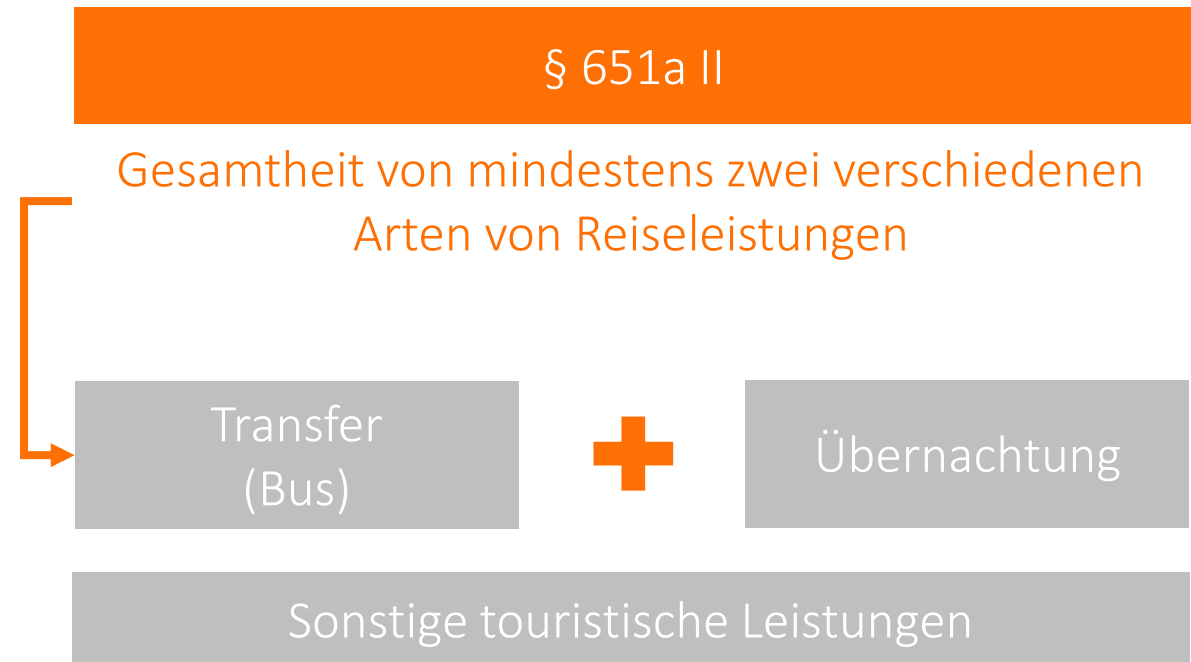 § 651a II
Gesamtheit von mindestens zwei verschiedenen
Arten von Reiseleistungen
Transfer
(Bus)
Übernachtung
Sonstige touristische Leistungen